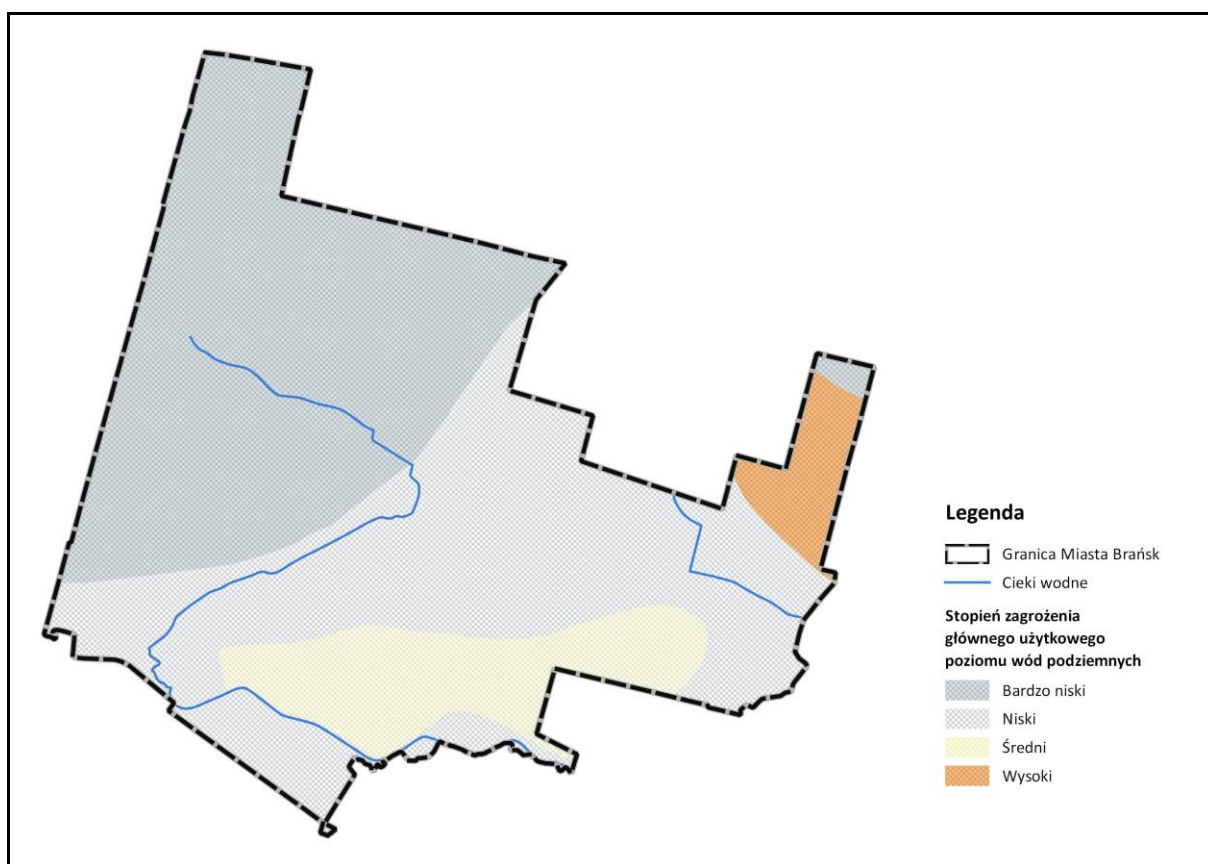 Legenda
Granica Miasta Brańsk
Cieki wodne
Stopień zagrożenia
głównego użytkowego
poziomu wód podziemnych
Bardzo niski
Niski
Średni
Wysoki